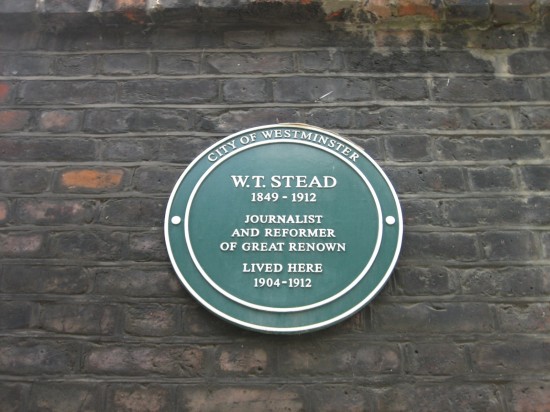 CITY OF WESTMINSTER
W.T. STEAD
1849 - 1912
JOURNALIST
AND REFORMER
OF GREAT RENOWN
LIVED HERE
1904-1912